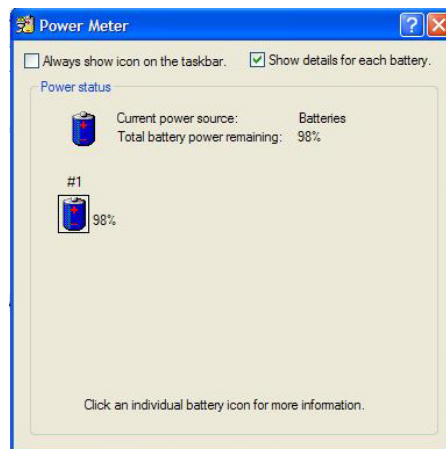 Power Meter
Always show icon on the taskbar. Show details for each battery.
Power status
Current power source: Batteries
Total battery power remaining: 98%
#1
98%
Click an individual battery icon for more information.